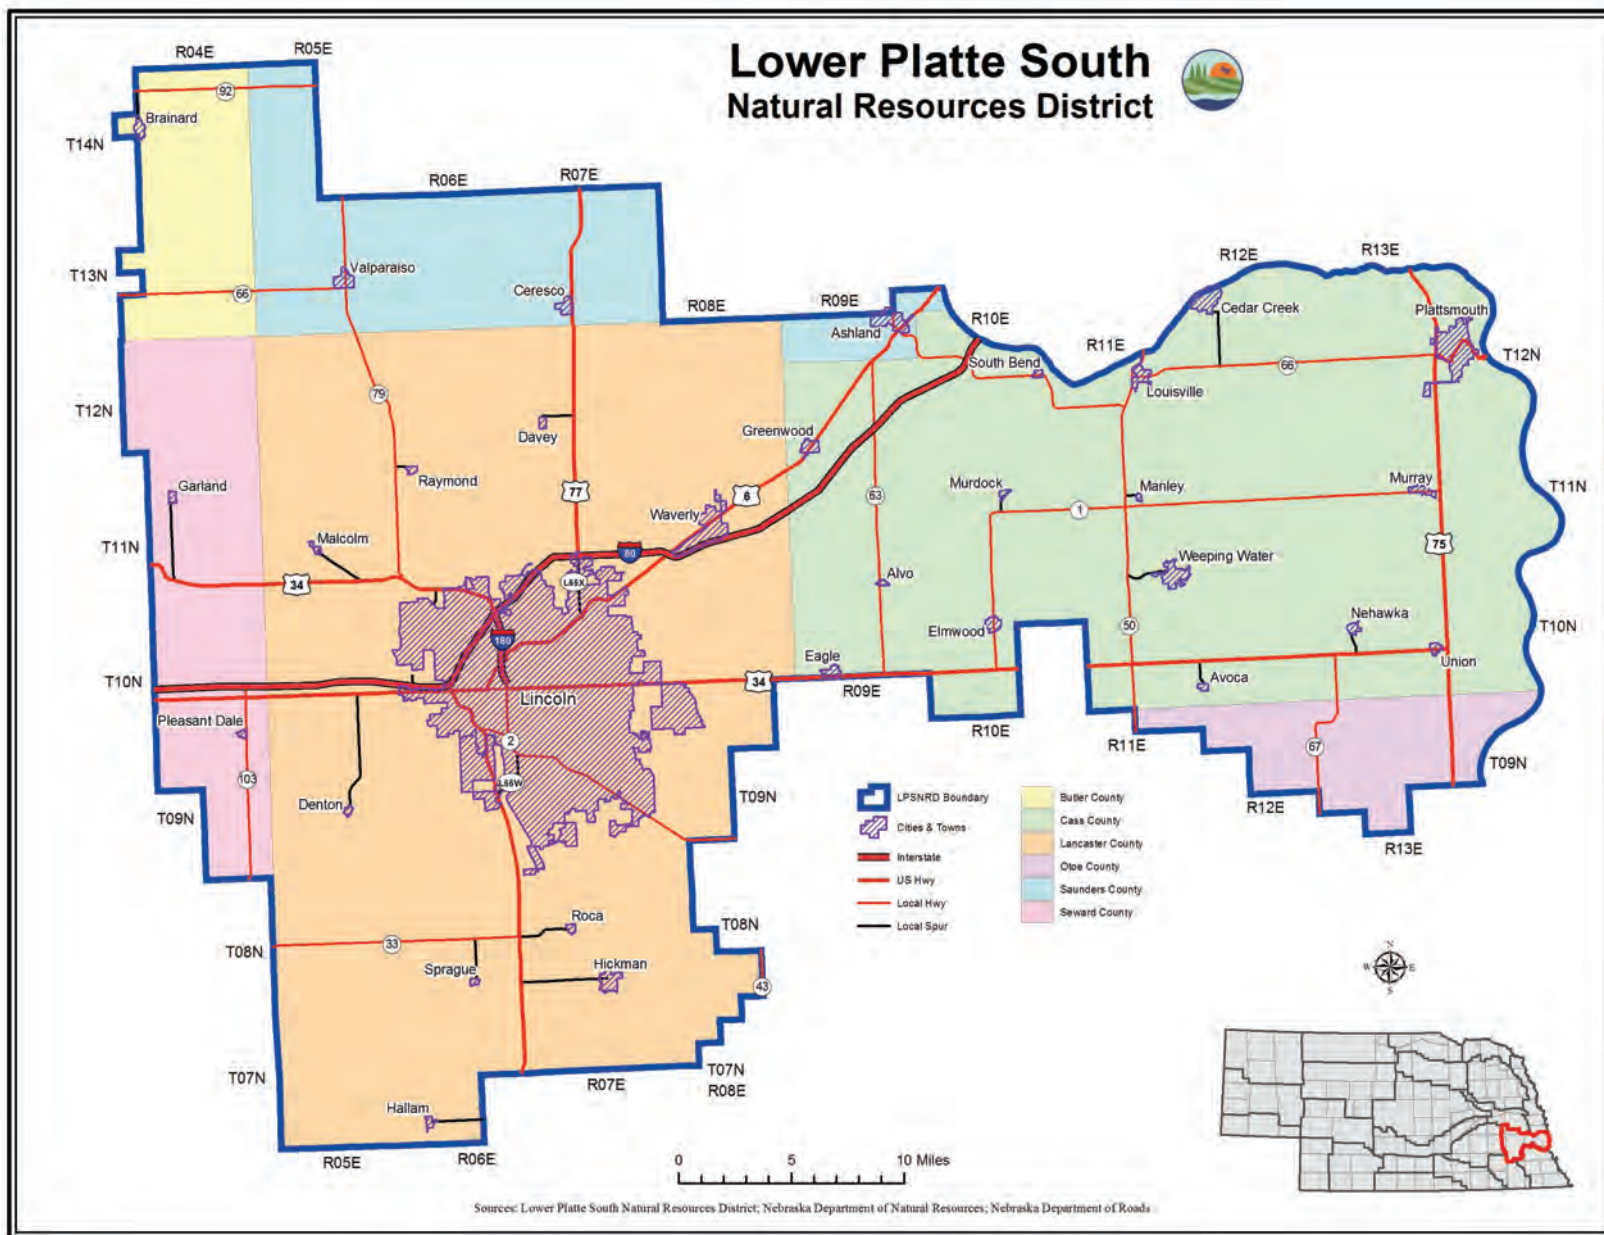 Lower Platte South
Natural Resources District
R04E
R05E
92
Brainard
T14N
R06E
R07E
T13N
Valparaiso
66
Ceresco
R08E
R09E
Ashland
R10E
South Bend
R11E
R12E
R13E
Cedar Creek
Plattsmouth
66
T12N
Louisville
T12N
79
Davey
Greenwood
Raymond
Garland
77
6
Waverly
63
Murdock
Manley
Murray
1
T11N
T11N
Malcolm
80
34
L55X
Alvo
Weeping Water
75
180
Elmwood
50
Nehawka
T10N
Eagle
Union
T10N
34
R09E
Avoca
Lincoln
Pleasant Dale
2
R10E
R11E
67
103
L55W
T09N
Denton
T09N
T09N
R12E
R13E
LPSNRD Boundary
Cities & Towns
Interstate
US Hwy
Local Hwy
Local Spur
Butler County
Cass County
Lancaster County
Otoe County
Saunders County
Seward County
Roca
T08N
T08N
33
Sprague
Hickman
43
T07N
R07E
T07N
R08E
Hallam
R05E
R06E
N
W
E
S
0 5 10 Miles
Sources: Lower Platte South Natural Resources District; Nebraska Department of Natural Resources; Nebraska Department of Roads